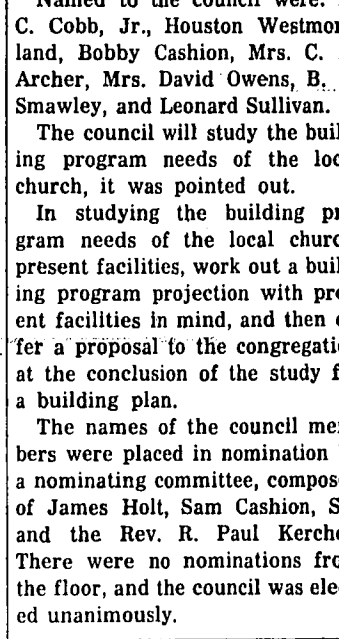 Named to the council were:
C. Cobb, Jr., Houston Westmor
land, Bobby Cashion, Mrs. C.
Archer, Mrs. David Owens, B.
Smawley, and Leonard Sullivan.
The council will study the buil
ing program needs of the loc
church, it was pointed out.
In studying the building pr
gram needs of the local churc
present facilities, work out a buil
ing program projection with pre
ent facilities in mind, and then
fer a proposal to the congregati
at the conclusion of the study f
a building plan.
The names of the council me
bers were placed in nomination
a nominating committee, compos
of James Holt, Sam Cashion, S
and the Rev. R. Paul Kerche
There were no nominations fro
the floor, and the council was ele
ed unanimously.